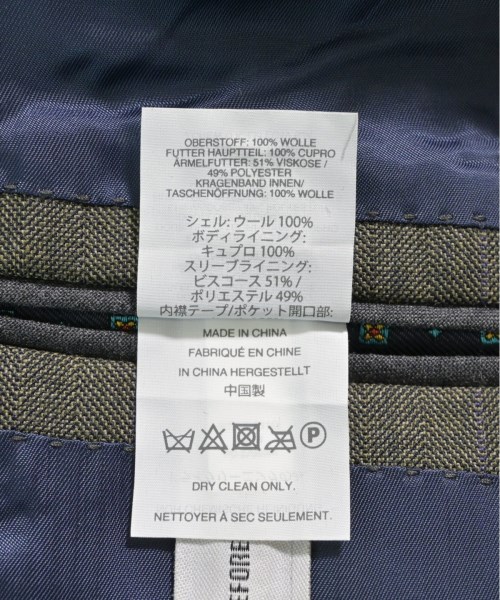 OBERSTOFF: 100% WOLLE
FUTTER HAUPTTEIL: 100% CUPRO
ÄRMELFUTTER: 51% VISKOSE /
49% POLYESTER
KRAGENBAND INNEN/
TASCHENÖFFNUNG: 100% WOLLE
シェル: ウール 100%
ボディライニング:
キュプロ 100%
スリーブライニング:
ビスコース 51% /
ポリエステル 49%
内襟テープ/ポケット開口部:
MADE IN CHINA
FABRIQUÉ EN CHINE
IN CHINA HERGESTELLT
中国製
P
DRY CLEAN ONLY.
NETTOYER À SEC SEULEMENT.
EFORE